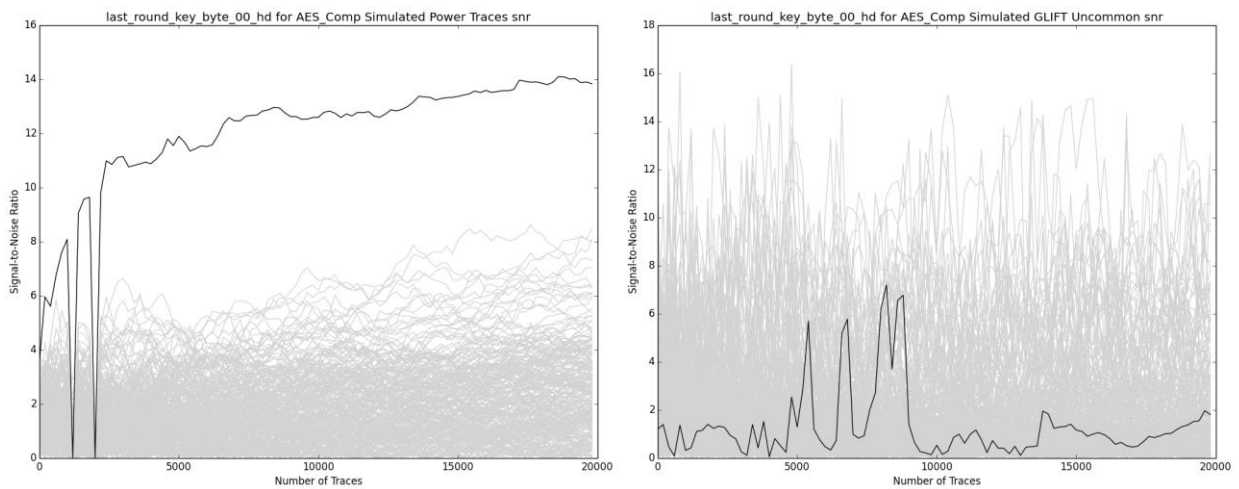 last_round_key_byte_00_hd for AES_Comp Simulated Power Traces snr
16
14
12
10
8
6
4
2
0
Signal-to-Noise Ratio
0 5000 10000 15000 20000
Number of Traces
last_round_key_byte_00_hd for AES_Comp Simulated GLIFT Uncommon snr
18
16
14
12
10
8
6
4
2
0
Signal-to-Noise Ratio
0 5000 10000 15000 20000
Number of Traces